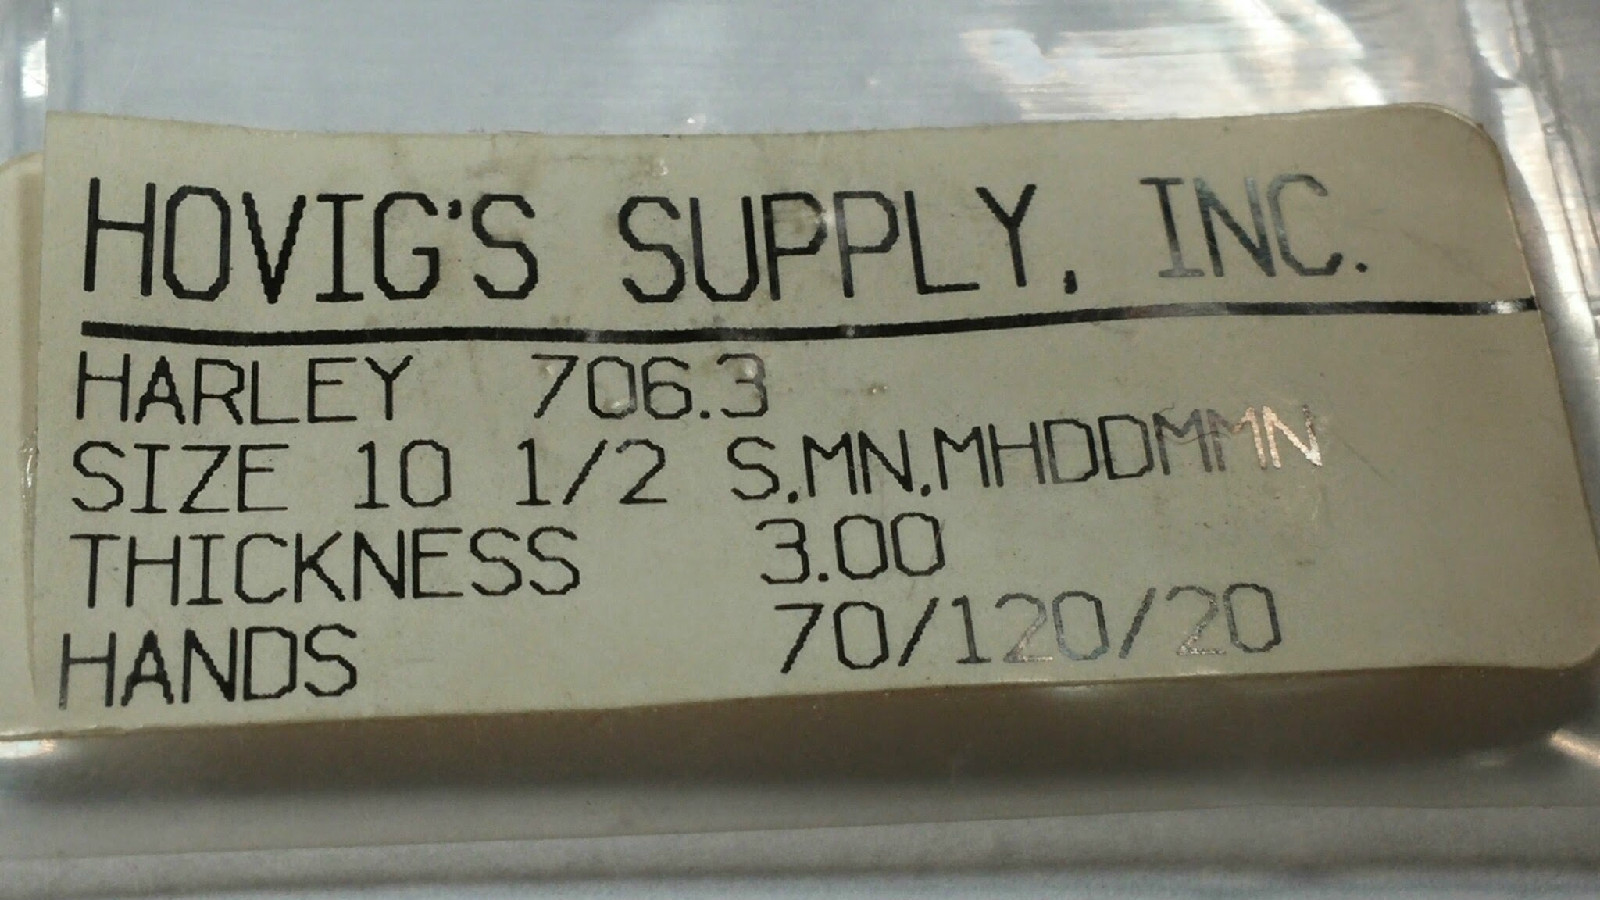 HOVIG'S SUPPLY, INC.
HARLEY 706.3
SIZE 10 1/2 S.MN.MHDDMMN
THICKNESS 3.00
HANDS 70/120/20